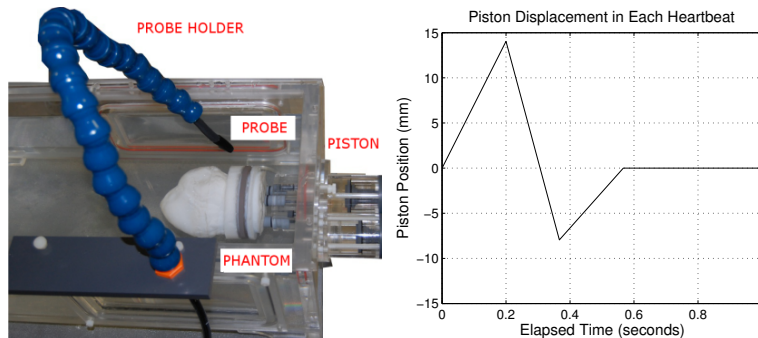 PROBE HOLDER
PROBE
PISTON
PHANTOM
Piston Displacement in Each Heartbeat
Piston Position (mm)
15
10
5
0
−5
−10
−15
0 0.2 0.4 0.6 0.8
Elapsed Time (seconds)